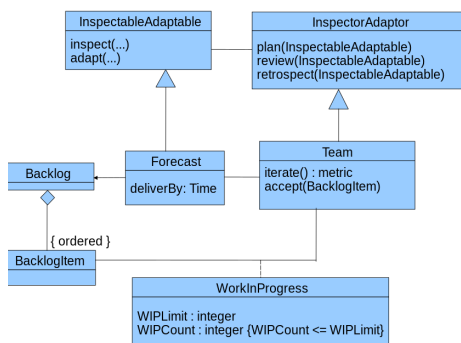 InspectableAdaptable
inspect(...)
adapt(...)
InspectorAdaptor
plan(InspectableAdaptable)
review(InspectableAdaptable)
retrospect(InspectableAdaptable)
Backlog
Forecast
deliverBy: Time
Team
iterate() : metric
accept(BacklogItem)
{ ordered }
BacklogItem
WorkInProgress
WIPLimit : integer
WIPCount : integer {WIPCount <= WIPLimit}